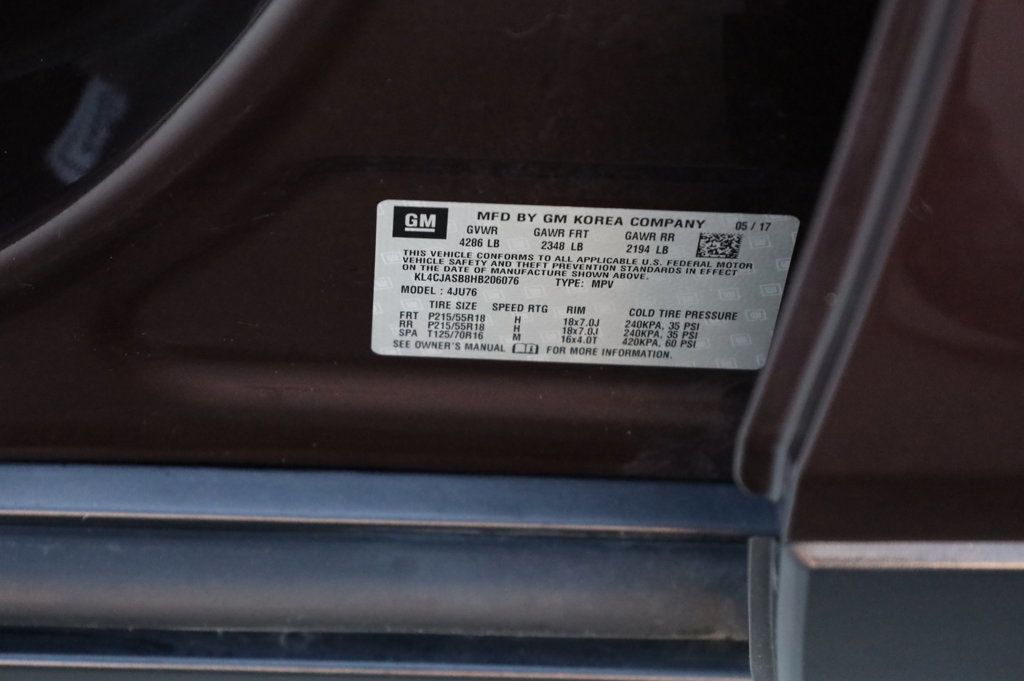 GM MFD BY GM KOREA COMPANY 05 / 17
GVWR GAWR FRT GAWR RR
4286 LB 2348 LB 2194 LB
THIS VEHICLE CONFORMS TO ALL APPLICABLE U.S. FEDERAL MOTOR
VEHICLE SAFETY AND THEFT PREVENTION STANDARDS IN EFFECT
ON THE DATE OF MANUFACTURE SHOWN ABOVE.
KL4CJASB8HB206076 TYPE: MPV
MODEL : 4JU76
TIRE SIZE SPEED RTG RIM COLD TIRE PRESSURE
FRT P215/55R18 H 18x7.0J 240KPA, 35 PSI
RR P215/55R18 H 18x7.0J 240KPA, 35 PSI
SPA T125/70R16 M 16x4.0T 420KPA, 60 PSI
SEE OWNER'S MANUAL FOR MORE INFORMATION.